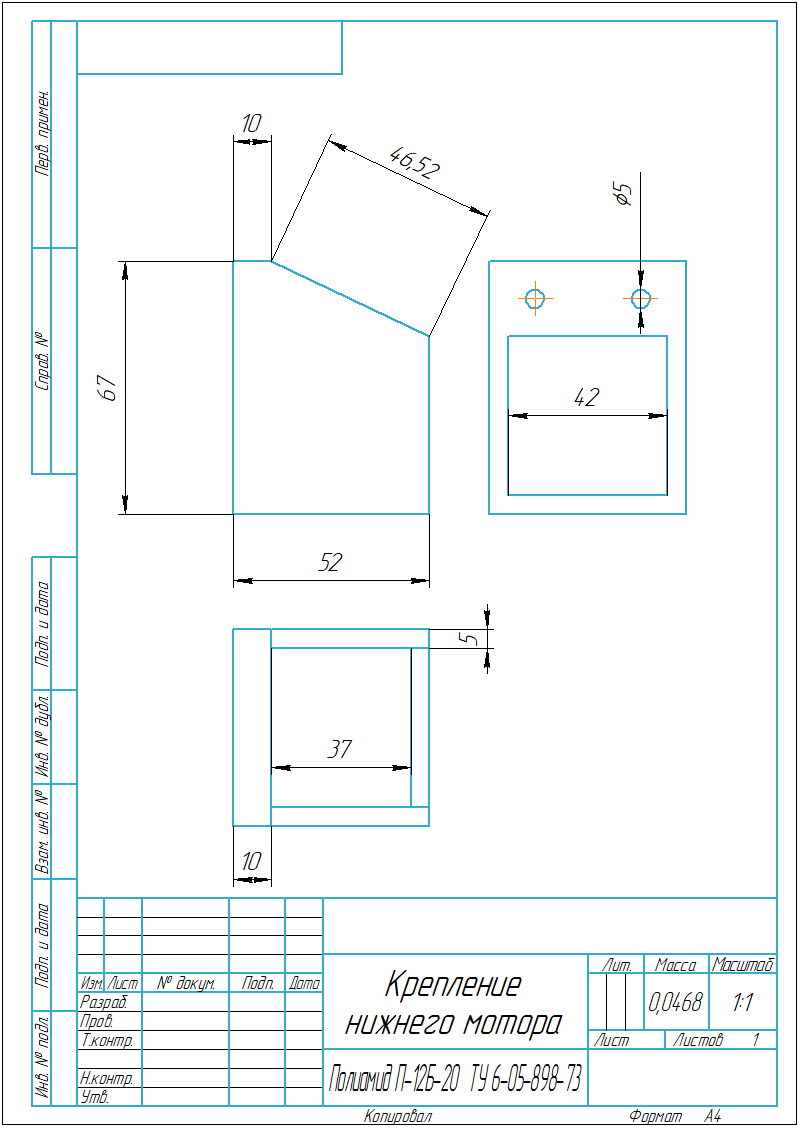 Перв. примен.
Справ. №
Подп. и дата
Инв. № дубл.
Взам. инв. №
Подп. и дата
Инв. № подл.
10
46,52
67
52
⌀5
42
5
37
10
Изм. Лист № докум. Подп. Дата
Разраб.
Пров.
Т.контр.
Н.контр.
Утв.
Крепление
нижнего мотора
Лит. Масса Масштаб
0,0468 1:1
Лист Листов 1
Полиамид П-12Б-20 ТУ 6-05-898-73
Копировал Формат А4